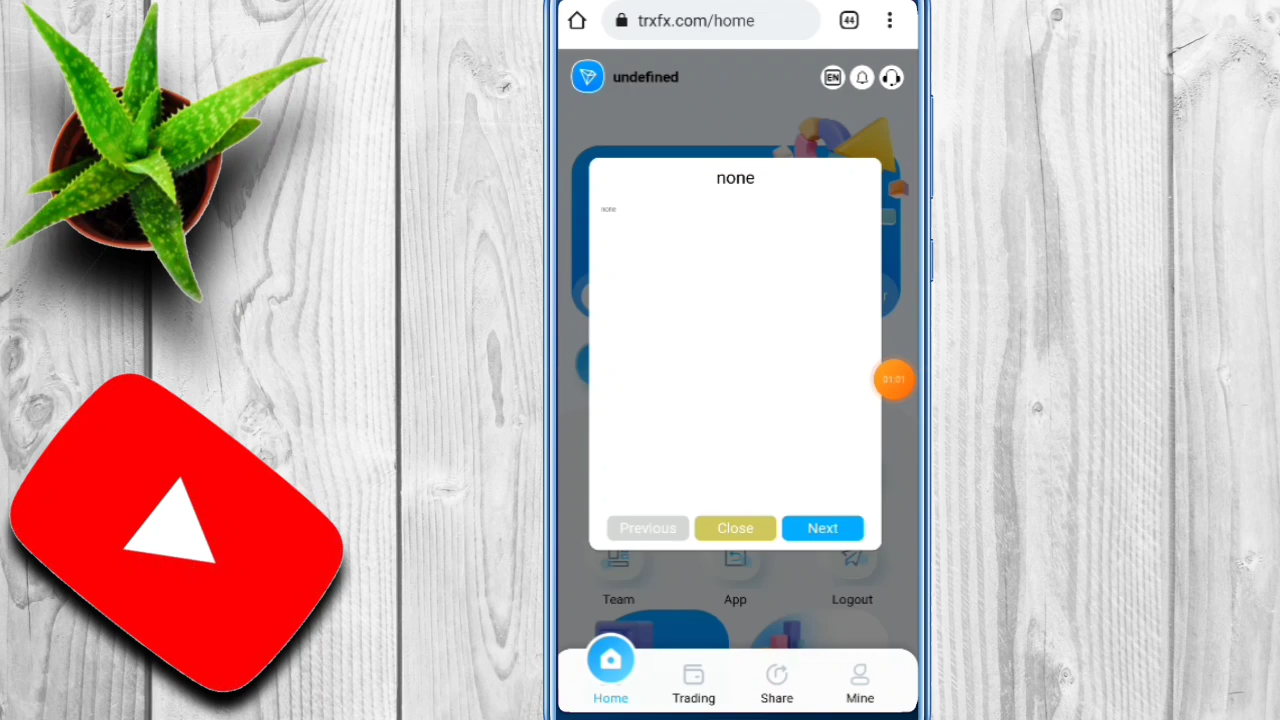 trxfx.com/home
44
undefined
EN
none
none
01:01
Previous
Close
Next
Team
App
Logout
Home
Trading
Share
Mine